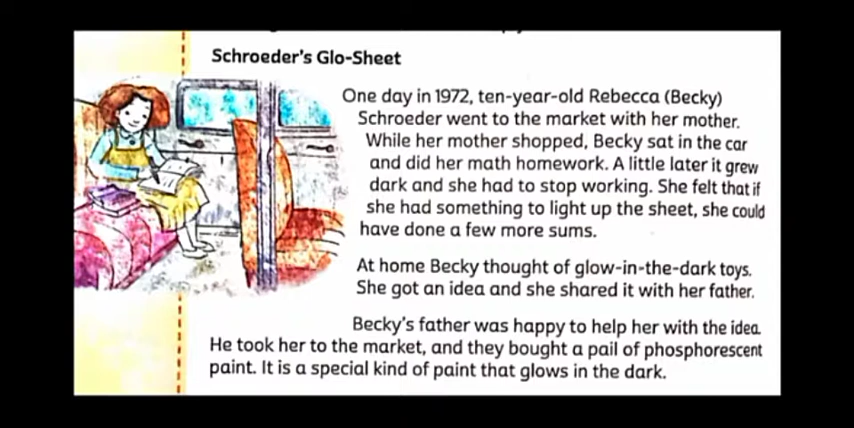 Schroeder's Glo-Sheet
One day in 1972, ten-year-old Rebecca (Becky)
Schroeder went to the market with her mother.
While her mother shopped, Becky sat in the car
and did her math homework. A little later it grew
dark and she had to stop working. She felt that if
she had something to light up the sheet, she could
have done a few more sums.
At home Becky thought of glow-in-the-dark toys.
She got an idea and she shared it with her father.
Becky's father was happy to help her with the idea.
He took her to the market, and they bought a pail of phosphorescent
paint. It is a special kind of paint that glows in the dark.